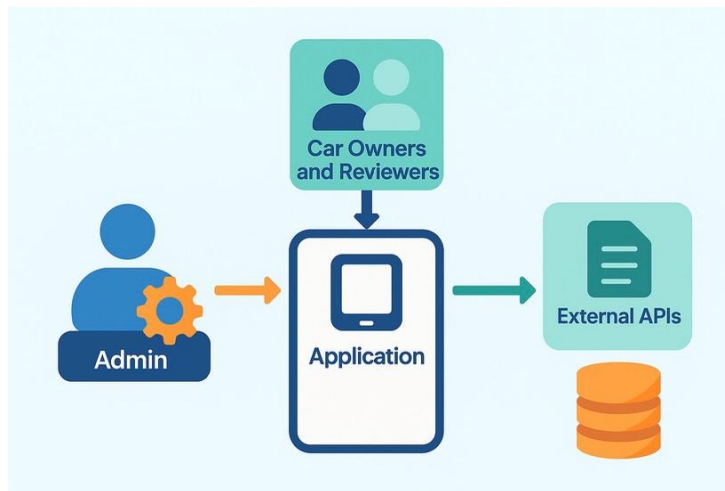 Car Owners
and Reviewers
Admin
Application
External APIs